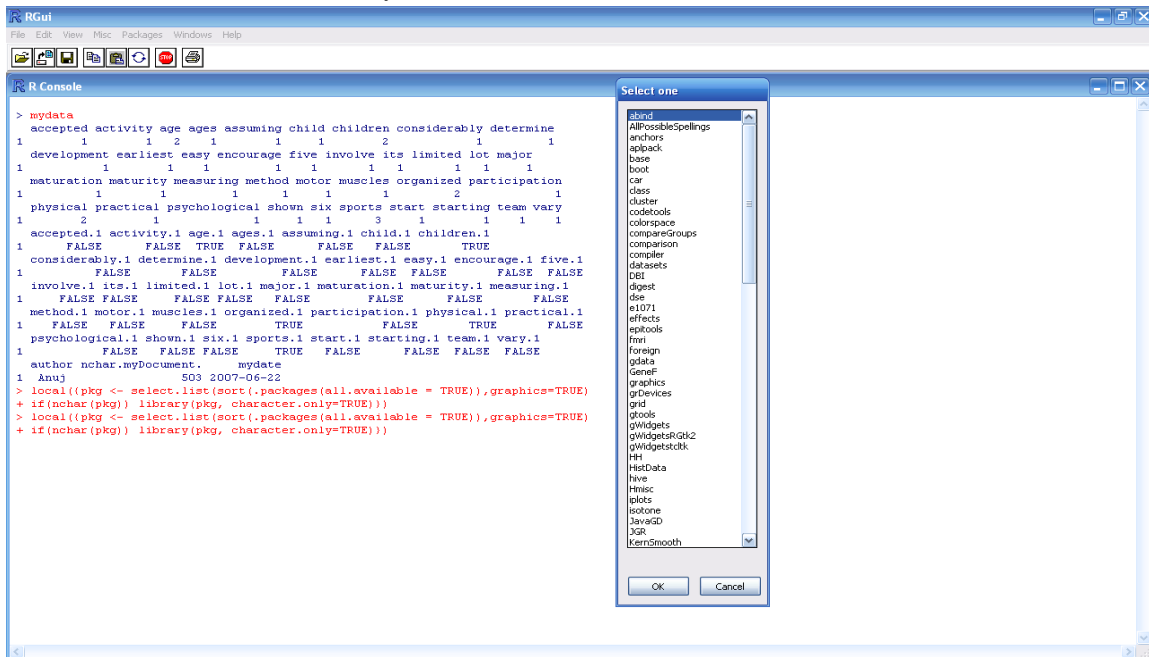 RGui
File Edit View Misc Packages Windows Help
STOP
R Console
> mydata
accepted activity age ages assuming child children considerably determine
1 1 1 2 1 1 1 2 1 1
development earliest easy encourage five involve its limited lot major
1 1 1 1 1 1 1 1 1 1 1
maturation maturity measuring method motor muscles organized participation
1 1 1 1 1 1 1 2 1
physical practical psychological shown six sports start starting team vary
1 2 1 1 1 1 3 1 1 1 1
accepted.1 activity.1 age.1 ages.1 assuming.1 child.1 children.1
1 FALSE FALSE TRUE FALSE FALSE FALSE TRUE
considerably.1 determine.1 development.1 earliest.1 easy.1 encourage.1 five.1
1 FALSE FALSE FALSE FALSE FALSE FALSE FALSE
involve.1 its.1 limited.1 lot.1 major.1 maturation.1 maturity.1 measuring.1
1 FALSE FALSE FALSE FALSE FALSE FALSE FALSE FALSE
method.1 motor.1 muscles.1 organized.1 participation.1 physical.1 practical.1
1 FALSE FALSE FALSE TRUE FALSE TRUE FALSE
psychological.1 shown.1 six.1 sports.1 start.1 starting.1 team.1 vary.1
1 FALSE FALSE FALSE TRUE FALSE FALSE FALSE FALSE
author nchar.myDocument. mydate
1 Anuj 503 2007-06-22
> local((pkg <- select.list(sort(.packages(all.available = TRUE)),graphics=TRUE)
+ if(nchar(pkg)) library(pkg, character.only=TRUE)))
> local((pkg <- select.list(sort(.packages(all.available = TRUE)),graphics=TRUE)
+ if(nchar(pkg)) library(pkg, character.only=TRUE)))
Select one
abind
AllPossibleSpellings
anchors
aplpack
base
boot
car
class
cluster
codetools
colorspace
compareGroups
comparison
compiler
datasets
DBI
digest
dse
e1071
effects
epitools
fmri
foreign
gdata
GeneF
graphics
grDevices
grid
gtools
gWidgets
gWidgetsRGtk2
gWidgetstcltk
HH
HistData
hive
Hmisc
iplots
isotone
JavaGD
JGR
KernSmooth
OK Cancel